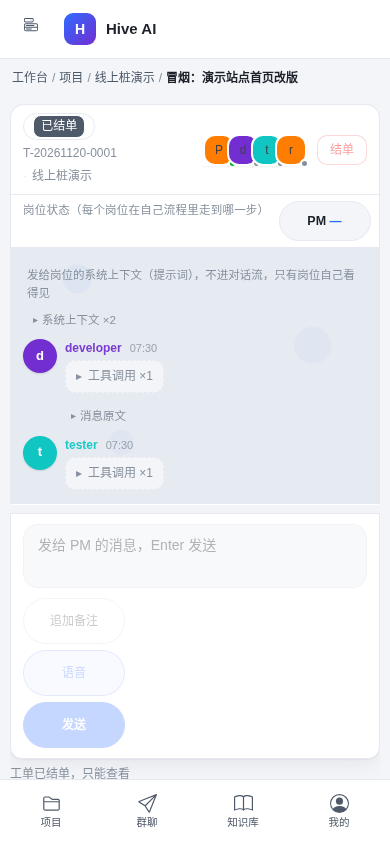 H Hive AI
工作台 / 项目 / 线上桩演示 / 冒烟：演示站点首页改版
已结单
T-20261120-0001
· 线上桩演示
P d t r
结单
岗位状态（每个岗位在自己流程里走到哪一步）
PM —
发给岗位的系统上下文（提示词），不进对话流，只有岗位自己看
得见
▸ 系统上下文 ×2
d developer 07:30
▸ 工具调用 ×1
▸ 消息原文
t tester 07:30
▸ 工具调用 ×1
发给 PM 的消息，Enter 发送
追加备注
语音
发送
工单已结单，只能查看
项目 群聊 知识库 我的